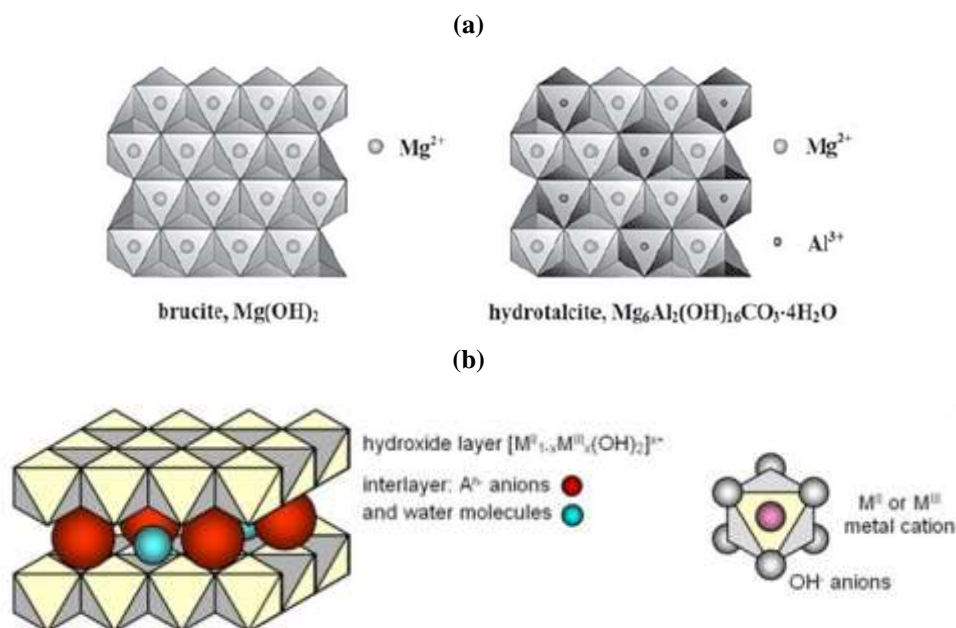 (a)
Mg²⁺
Mg²⁺
Al³⁺
brucite, Mg(OH)₂
hydrotalcite, Mg₆Al₂(OH)₁₆CO₃·4H₂O
(b)
hydroxide layer [Mᴵᴵ₁₋ₓMᴵᴵᴵₓ(OH)₂]ˣ⁺
interlayer: Aⁿ⁻ anions
and water molecules
Mᴵᴵ or Mᴵᴵᴵ
metal cation
OH⁻ anions